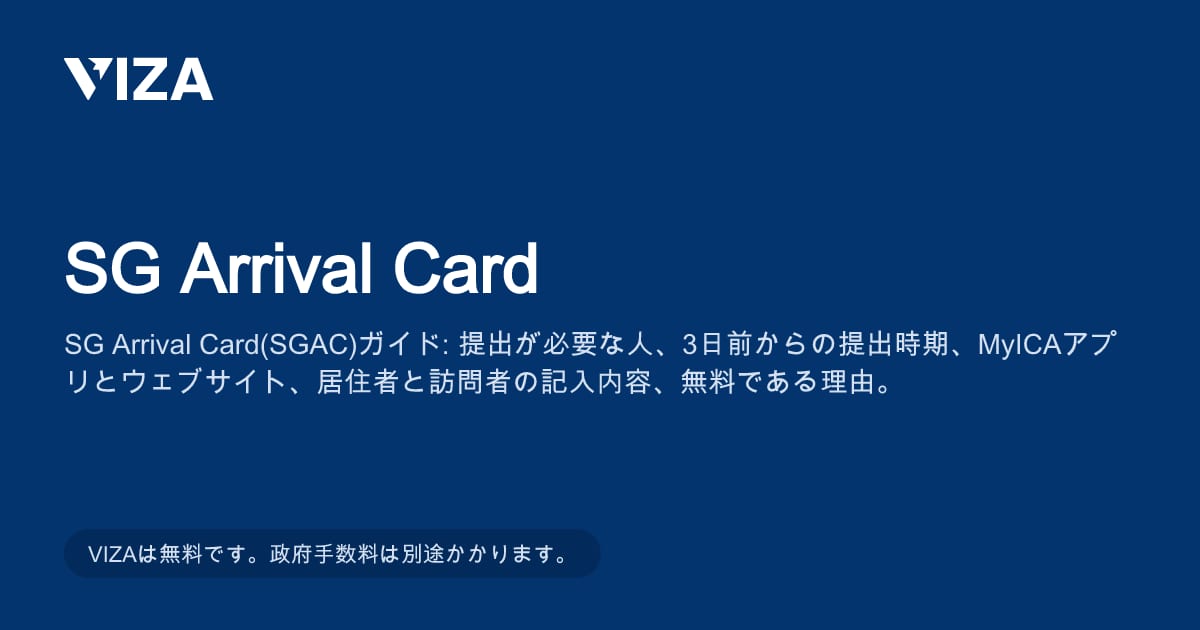 VIZA
SG Arrival Card
SG Arrival Card(SGAC)ガイド: 提出が必要な人、3日前からの提出時期、MyICAアプ
リとウェブサイト、居住者と訪問者の記入内容、無料である理由。
VIZAは無料です。政府手数料は別途かかります。